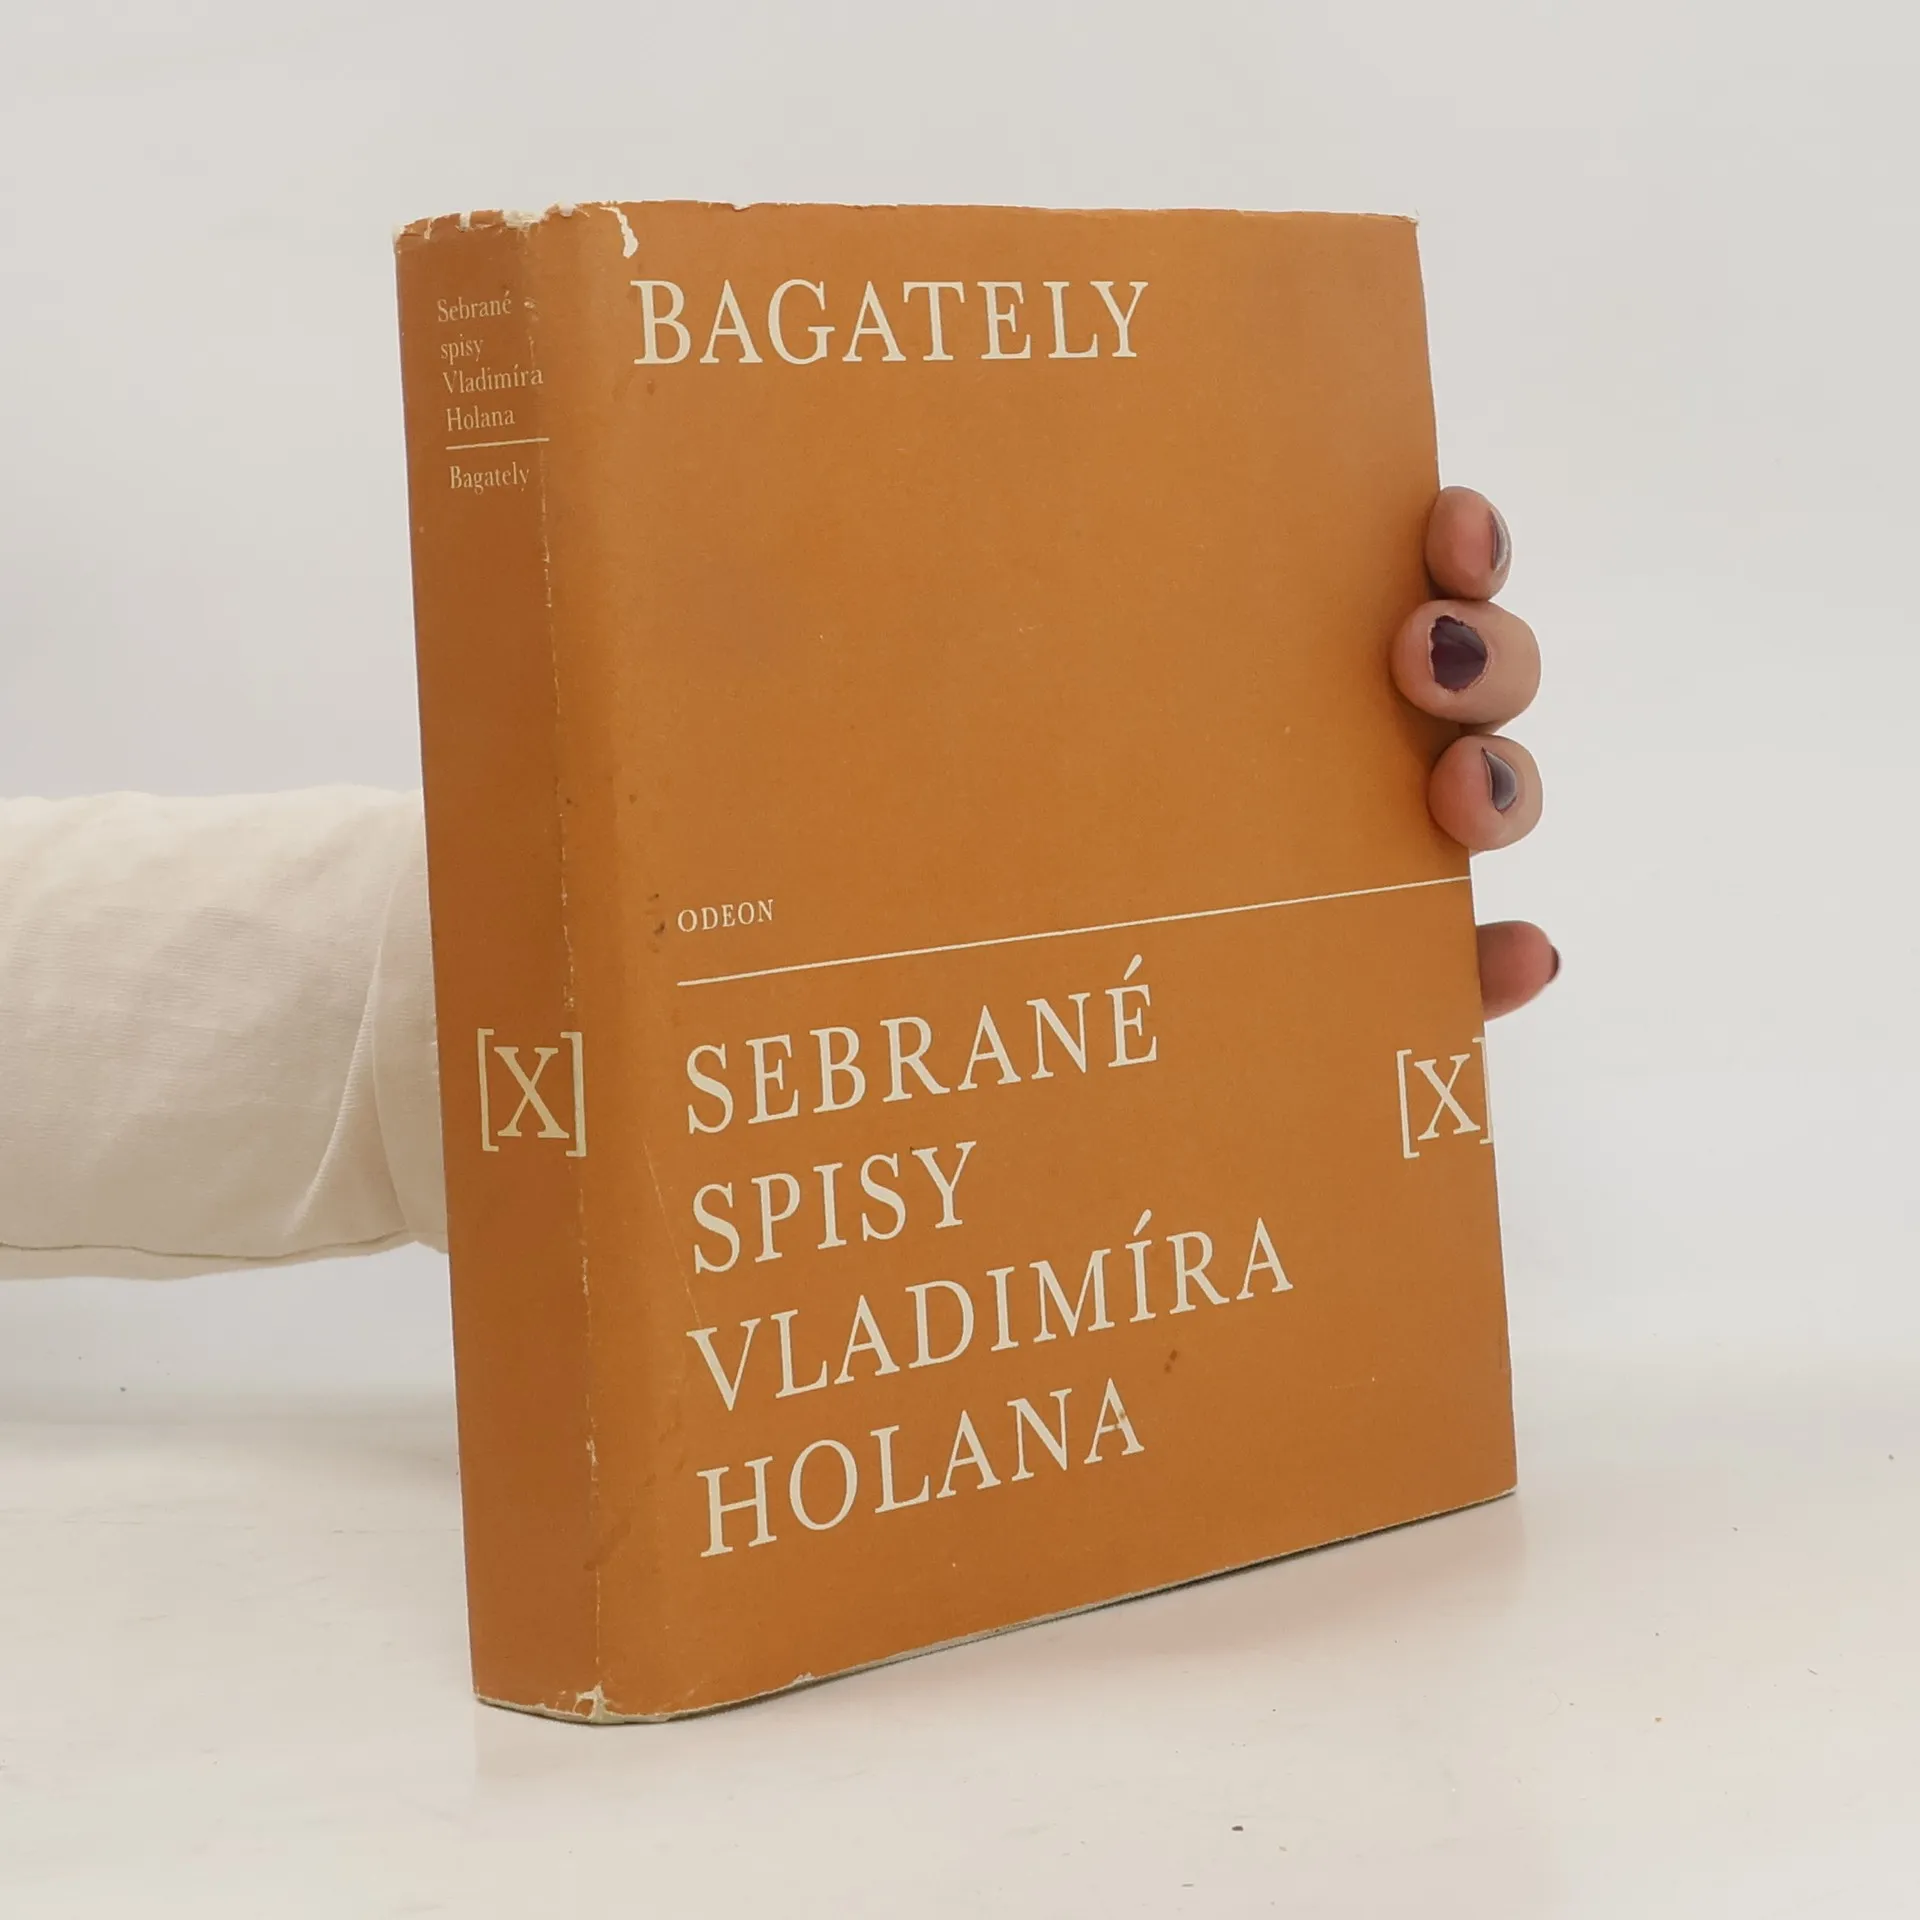 Sebrané
spisy
Vladimíra
Holana
Bagately
[X]
BAGATELY
ODEON
SEBRANÉ
SPISY
VLADIMÍRA
HOLANA
[X]